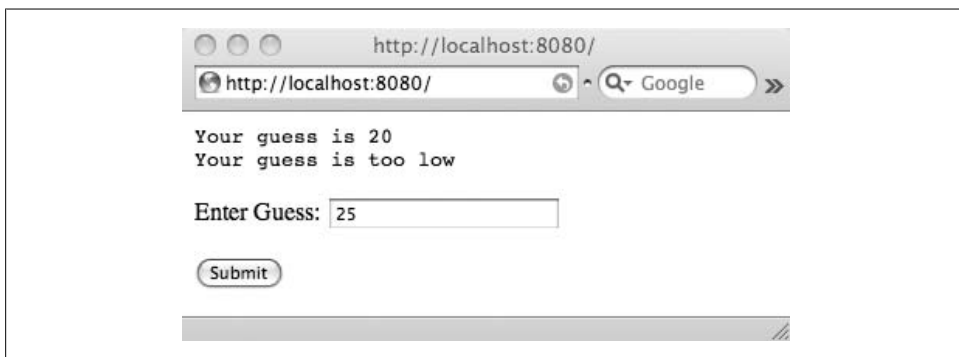 http://localhost:8080/
http://localhost:8080/
Google
Your guess is 20
Your guess is too low
Enter Guess: 25
Submit